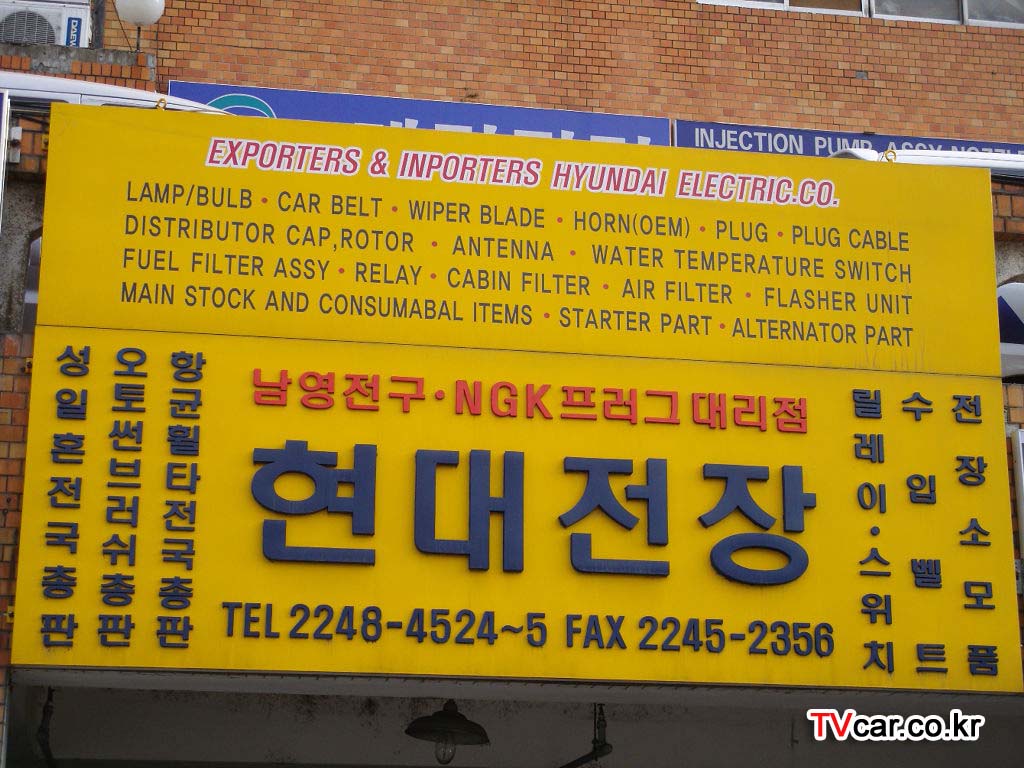 DAEWOO
INJECTION PUMP ASSY NOZZL
EXPORTERS & INPORTERS HYUNDAI ELECTRIC.CO.
LAMP/BULB • CAR BELT • WIPER BLADE • HORN(OEM) • PLUG • PLUG CABLE
DISTRIBUTOR CAP,ROTOR • ANTENNA • WATER TEMPERATURE SWITCH
FUEL FILTER ASSY • RELAY • CABIN FILTER • AIR FILTER • FLASHER UNIT
MAIN STOCK AND CONSUMABAL ITEMS • STARTER PART • ALTERNATOR PART
성일혼전국총판
오토썬브러쉬총판
항균휠타전국총판
남영전구·NGK프러그대리점
현대전장
TEL 2248-4524~5 FAX 2245-2356
릴레이·스위치
수입벨트
전장소모품
TVcar.co.kr